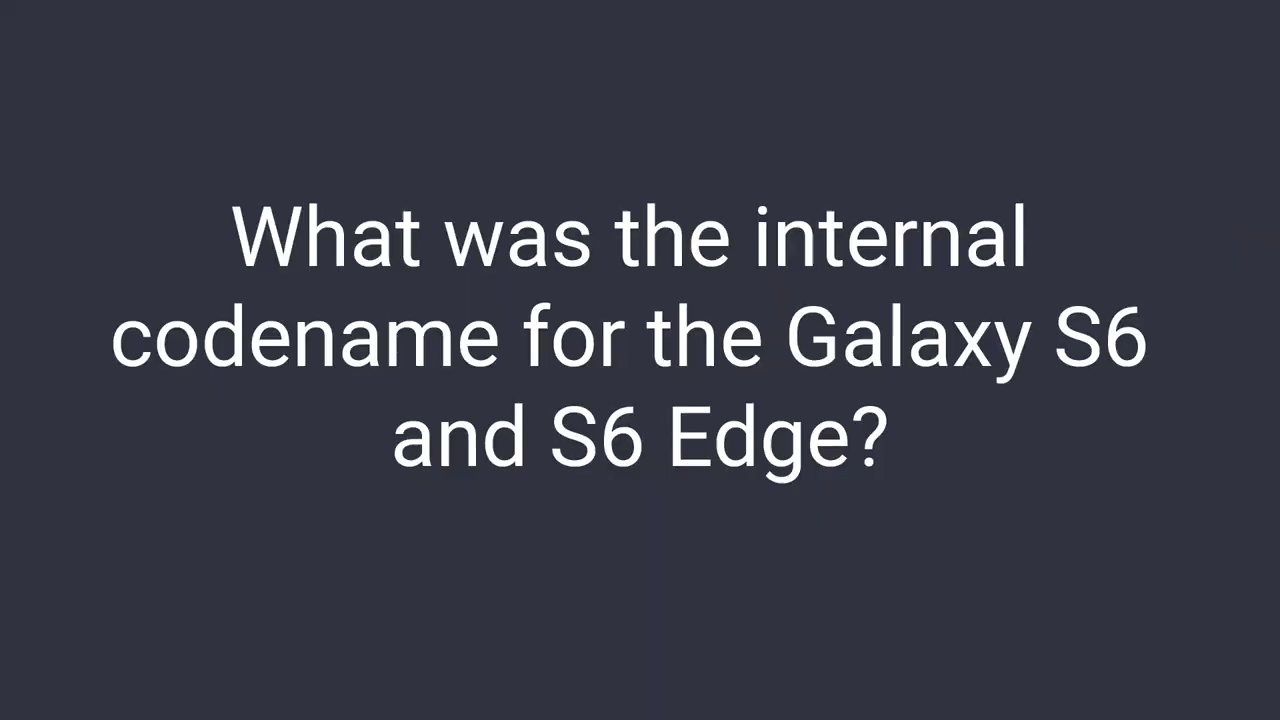 What was the internal
codename for the Galaxy S6
and S6 Edge?